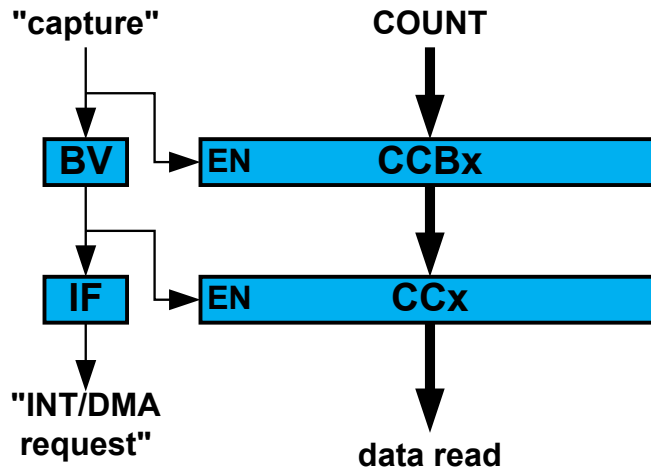 "capture"
COUNT
BV
EN
CCBx
IF
EN
CCx
"INT/DMA
request"
data read